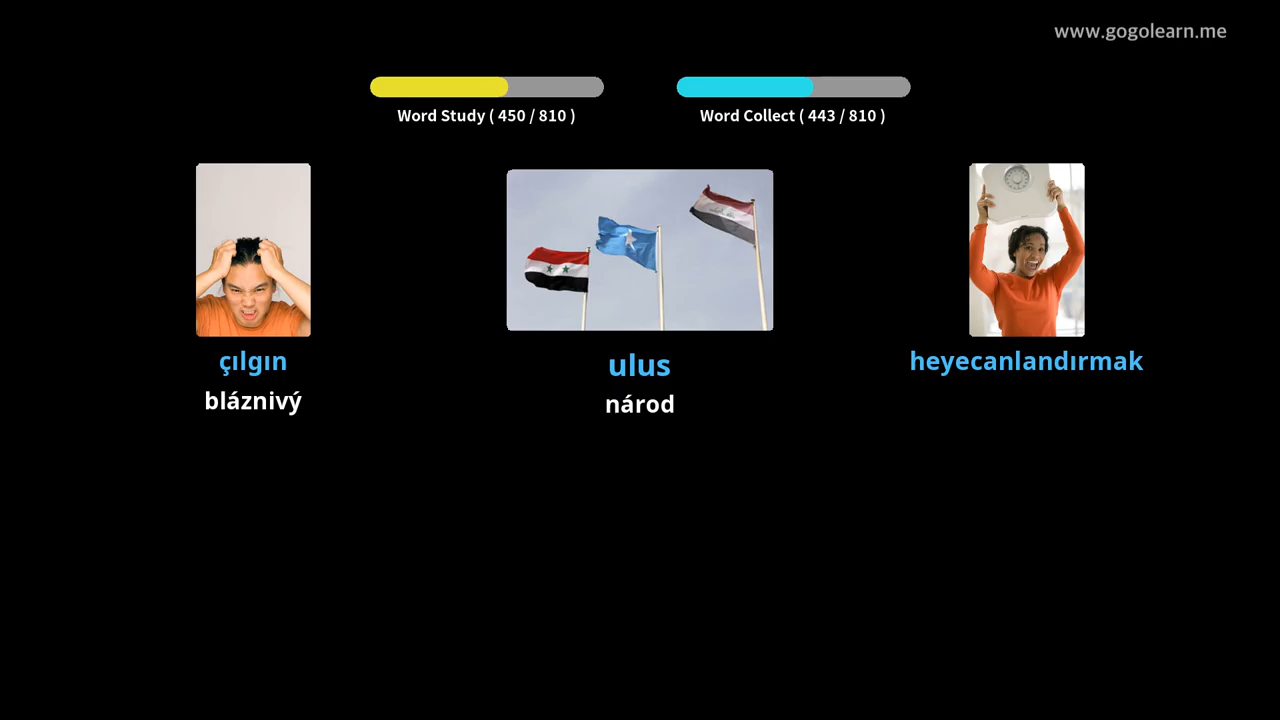 www.gogolearn.me
Word Study ( 450 / 810 )
Word Collect ( 443 / 810 )
çılgın
bláznivý
ulus
národ
heyecanlandırmak